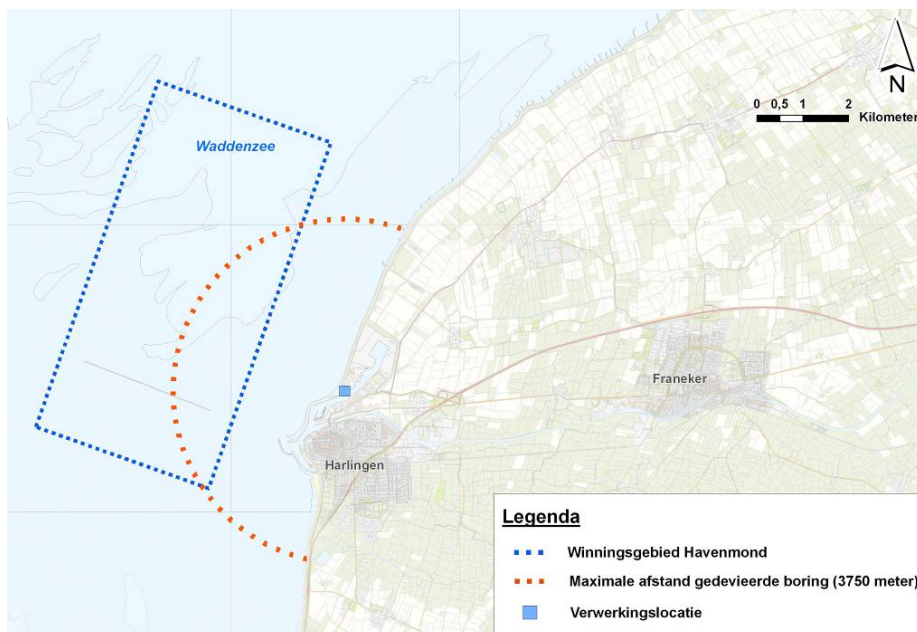 N
0 0,5 1 2
Kilometer
Waddenzee
Franeker
Harlingen
Legenda
Winningsgebied Havenmond
Maximale afstand gedevieerde boring (3750 meter)
Verwerkingslocatie